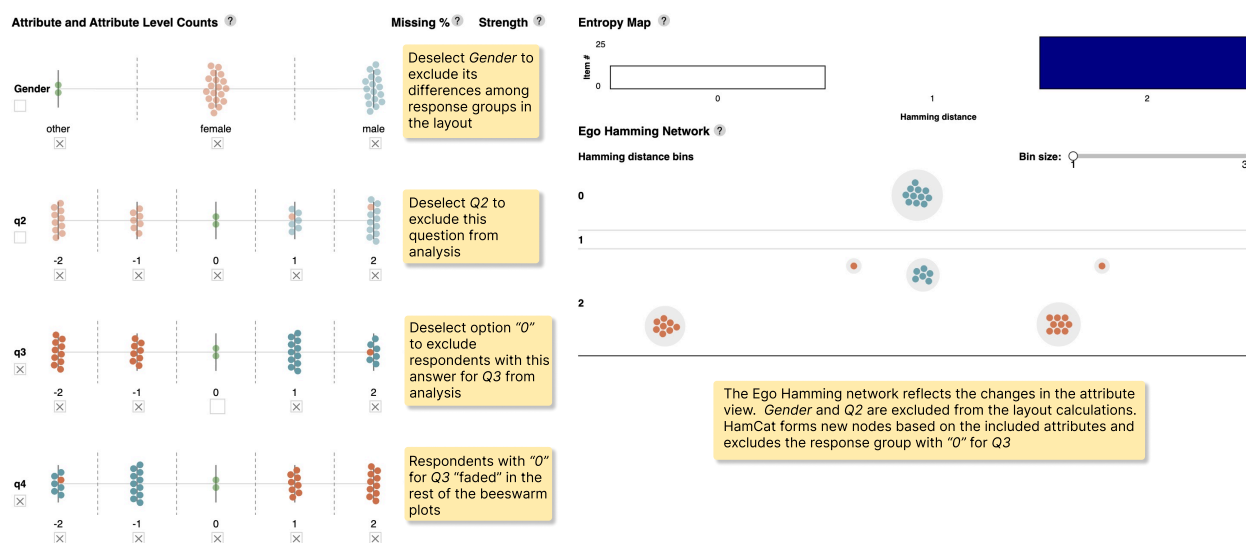 Attribute and Attribute Level Counts ?
Missing % ?
Strength ?
Gender
other
female
male
Deselect Gender to
exclude its
differences among
response groups in
the layout
q2
-2
-1
0
1
2
Deselect Q2 to
exclude this
question from
analysis
q3
-2
-1
0
1
2
Deselect option “0”
to exclude
respondents with this
answer for Q3 from
analysis
q4
-2
-1
0
1
2
Respondents with “0”
for Q3 “faded” in the
rest of the beeswarm
plots
Entropy Map ?
Item #
25
0
0
1
2
Hamming distance
Ego Hamming Network ?
Hamming distance bins
Bin size:
1
3
0
1
2
The Ego Hamming network reflects the changes in the attribute
view. Gender and Q2 are excluded from the layout calculations.
HamCat forms new nodes based on the included attributes and
excludes the response group with “0” for Q3